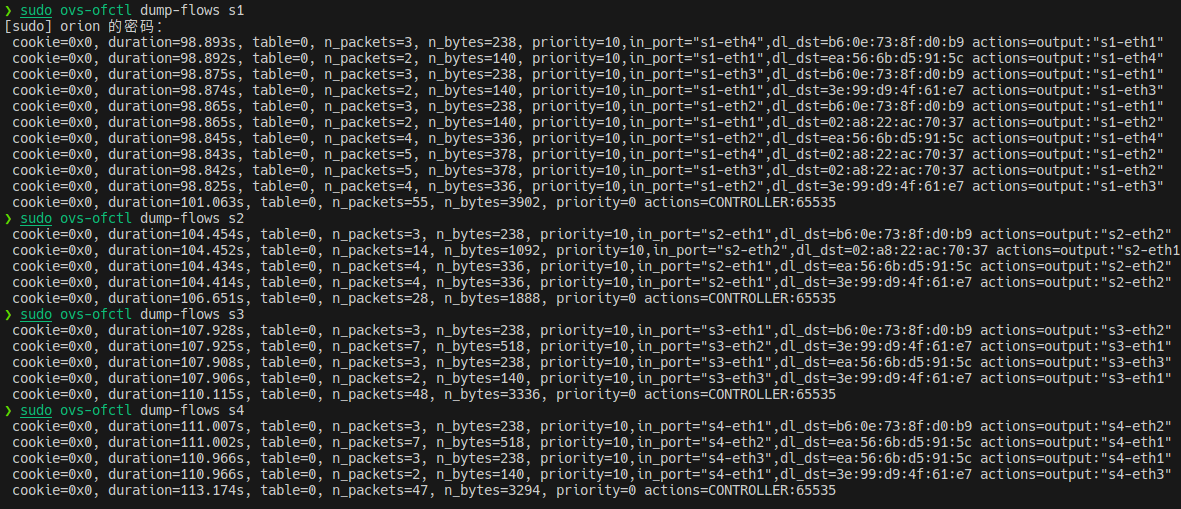 ❯ sudo ovs-ofctl dump-flows s1
[sudo] orion 的密码：
cookie=0x0, duration=98.893s, table=0, n_packets=3, n_bytes=238, priority=10,in_port="s1-eth4",dl_dst=b6:0e:73:8f:d0:b9 actions=output:"s1-eth1"
cookie=0x0, duration=98.892s, table=0, n_packets=2, n_bytes=140, priority=10,in_port="s1-eth1",dl_dst=ea:56:6b:d5:91:5c actions=output:"s1-eth4"
cookie=0x0, duration=98.875s, table=0, n_packets=3, n_bytes=238, priority=10,in_port="s1-eth3",dl_dst=b6:0e:73:8f:d0:b9 actions=output:"s1-eth1"
cookie=0x0, duration=98.874s, table=0, n_packets=2, n_bytes=140, priority=10,in_port="s1-eth1",dl_dst=3e:99:d9:4f:61:e7 actions=output:"s1-eth3"
cookie=0x0, duration=98.865s, table=0, n_packets=3, n_bytes=238, priority=10,in_port="s1-eth2",dl_dst=b6:0e:73:8f:d0:b9 actions=output:"s1-eth1"
cookie=0x0, duration=98.865s, table=0, n_packets=2, n_bytes=140, priority=10,in_port="s1-eth1",dl_dst=02:a8:22:ac:70:37 actions=output:"s1-eth2"
cookie=0x0, duration=98.845s, table=0, n_packets=4, n_bytes=336, priority=10,in_port="s1-eth2",dl_dst=ea:56:6b:d5:91:5c actions=output:"s1-eth4"
cookie=0x0, duration=98.843s, table=0, n_packets=5, n_bytes=378, priority=10,in_port="s1-eth4",dl_dst=02:a8:22:ac:70:37 actions=output:"s1-eth2"
cookie=0x0, duration=98.842s, table=0, n_packets=5, n_bytes=378, priority=10,in_port="s1-eth3",dl_dst=02:a8:22:ac:70:37 actions=output:"s1-eth2"
cookie=0x0, duration=98.825s, table=0, n_packets=4, n_bytes=336, priority=10,in_port="s1-eth2",dl_dst=3e:99:d9:4f:61:e7 actions=output:"s1-eth3"
cookie=0x0, duration=101.063s, table=0, n_packets=55, n_bytes=3902, priority=0 actions=CONTROLLER:65535
❯ sudo ovs-ofctl dump-flows s2
cookie=0x0, duration=104.454s, table=0, n_packets=3, n_bytes=238, priority=10,in_port="s2-eth1",dl_dst=b6:0e:73:8f:d0:b9 actions=output:"s2-eth2"
cookie=0x0, duration=104.452s, table=0, n_packets=14, n_bytes=1092, priority=10,in_port="s2-eth2",dl_dst=02:a8:22:ac:70:37 actions=output:"s2-eth1
cookie=0x0, duration=104.434s, table=0, n_packets=4, n_bytes=336, priority=10,in_port="s2-eth1",dl_dst=ea:56:6b:d5:91:5c actions=output:"s2-eth2"
cookie=0x0, duration=104.414s, table=0, n_packets=4, n_bytes=336, priority=10,in_port="s2-eth1",dl_dst=3e:99:d9:4f:61:e7 actions=output:"s2-eth2"
cookie=0x0, duration=106.651s, table=0, n_packets=28, n_bytes=1888, priority=0 actions=CONTROLLER:65535
❯ sudo ovs-ofctl dump-flows s3
cookie=0x0, duration=107.928s, table=0, n_packets=3, n_bytes=238, priority=10,in_port="s3-eth1",dl_dst=b6:0e:73:8f:d0:b9 actions=output:"s3-eth2"
cookie=0x0, duration=107.925s, table=0, n_packets=7, n_bytes=518, priority=10,in_port="s3-eth2",dl_dst=3e:99:d9:4f:61:e7 actions=output:"s3-eth1"
cookie=0x0, duration=107.908s, table=0, n_packets=3, n_bytes=238, priority=10,in_port="s3-eth1",dl_dst=ea:56:6b:d5:91:5c actions=output:"s3-eth3"
cookie=0x0, duration=107.906s, table=0, n_packets=2, n_bytes=140, priority=10,in_port="s3-eth3",dl_dst=3e:99:d9:4f:61:e7 actions=output:"s3-eth1"
cookie=0x0, duration=110.115s, table=0, n_packets=48, n_bytes=3336, priority=0 actions=CONTROLLER:65535
❯ sudo ovs-ofctl dump-flows s4
cookie=0x0, duration=111.007s, table=0, n_packets=3, n_bytes=238, priority=10,in_port="s4-eth1",dl_dst=b6:0e:73:8f:d0:b9 actions=output:"s4-eth2"
cookie=0x0, duration=111.002s, table=0, n_packets=7, n_bytes=518, priority=10,in_port="s4-eth2",dl_dst=ea:56:6b:d5:91:5c actions=output:"s4-eth1"
cookie=0x0, duration=110.966s, table=0, n_packets=3, n_bytes=238, priority=10,in_port="s4-eth3",dl_dst=ea:56:6b:d5:91:5c actions=output:"s4-eth1"
cookie=0x0, duration=110.966s, table=0, n_packets=2, n_bytes=140, priority=10,in_port="s4-eth1",dl_dst=3e:99:d9:4f:61:e7 actions=output:"s4-eth3"
cookie=0x0, duration=113.174s, table=0, n_packets=47, n_bytes=3294, priority=0 actions=CONTROLLER:65535